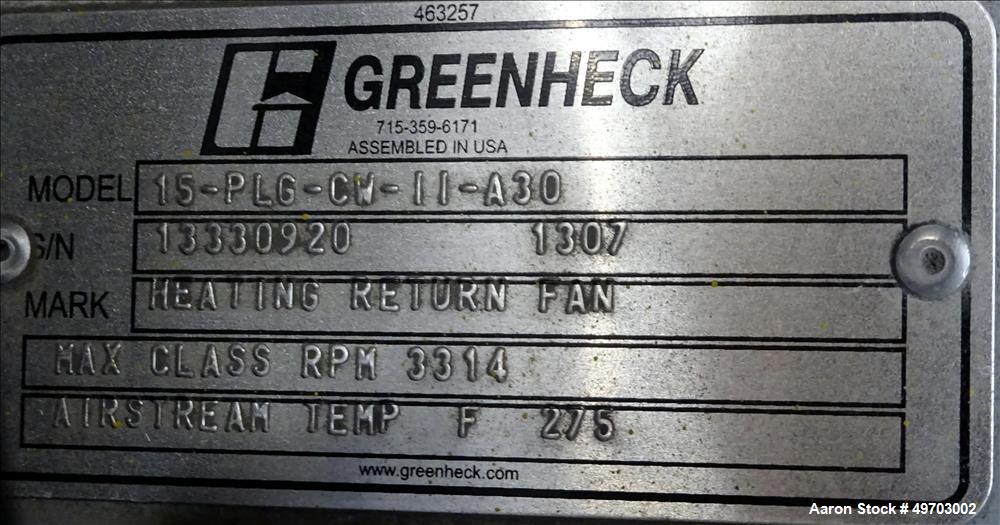 463257
GREENHECK
715-359-6171
ASSEMBLED IN USA
MODEL 15-PLG-CW-II-A30
S/N 13330920 1307
MARK HEATING RETURN FAN
MAX CLASS RPM 3314
AIRSTREAM TEMP F 275
www.greenheck.com
Aaron Stock # 49703002